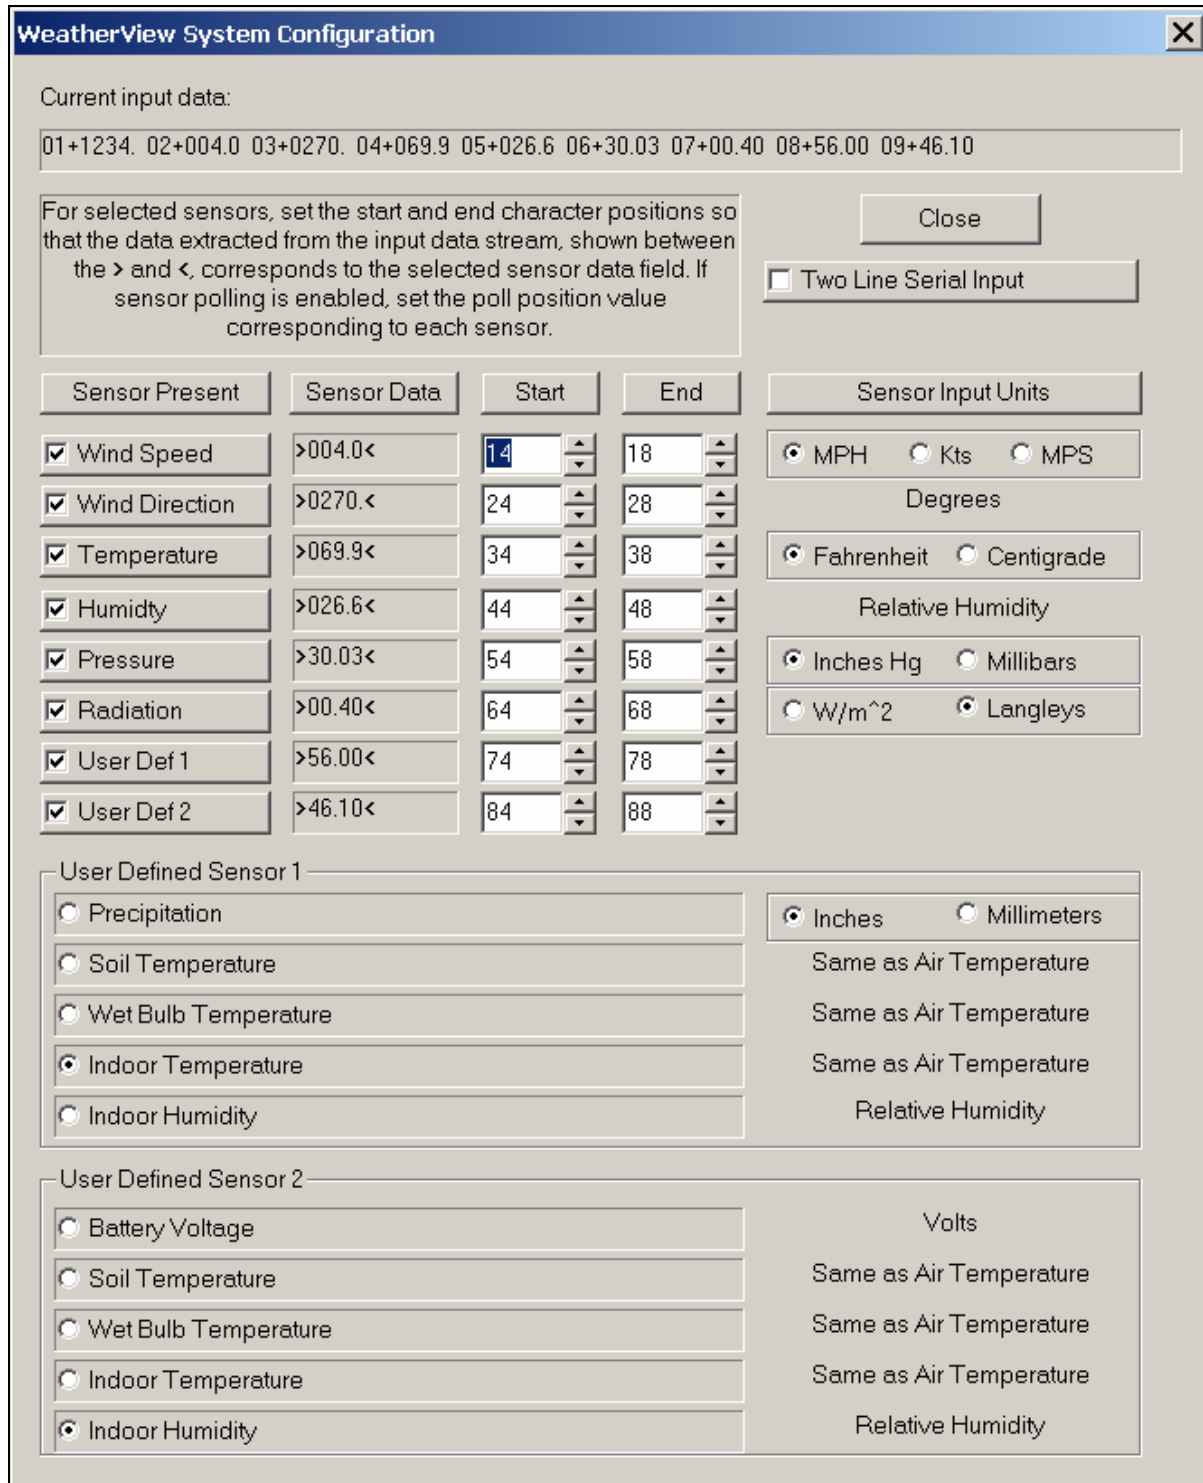 WeatherView System Configuration
Current input data:
01+1234.  02+004.0  03+0270.  04+069.9  05+026.6  06+30.03  07+00.40  08+56.00  09+46.10
For selected sensors, set the start and end character positions so
that the data extracted from the input data stream, shown between
the > and <, corresponds to the selected sensor data field. If
sensor polling is enabled, set the poll position value
corresponding to each sensor.
Close
Two Line Serial Input
Sensor Present Sensor Data Start End Sensor Input Units
Wind Speed >004.0< 14 18 MPH Kts MPS
Wind Direction >0270.< 24 28 Degrees
Temperature >069.9< 34 38 Fahrenheit Centigrade
Humidty >026.6< 44 48 Relative Humidity
Pressure >30.03< 54 58 Inches Hg Millibars
Radiation >00.40< 64 68 W/m^2 Langleys
User Def 1 >56.00< 74 78
User Def 2 >46.10< 84 88
User Defined Sensor 1
Precipitation Inches Millimeters
Soil Temperature Same as Air Temperature
Wet Bulb Temperature Same as Air Temperature
Indoor Temperature Same as Air Temperature
Indoor Humidity Relative Humidity
User Defined Sensor 2
Battery Voltage Volts
Soil Temperature Same as Air Temperature
Wet Bulb Temperature Same as Air Temperature
Indoor Temperature Same as Air Temperature
Indoor Humidity Relative Humidity